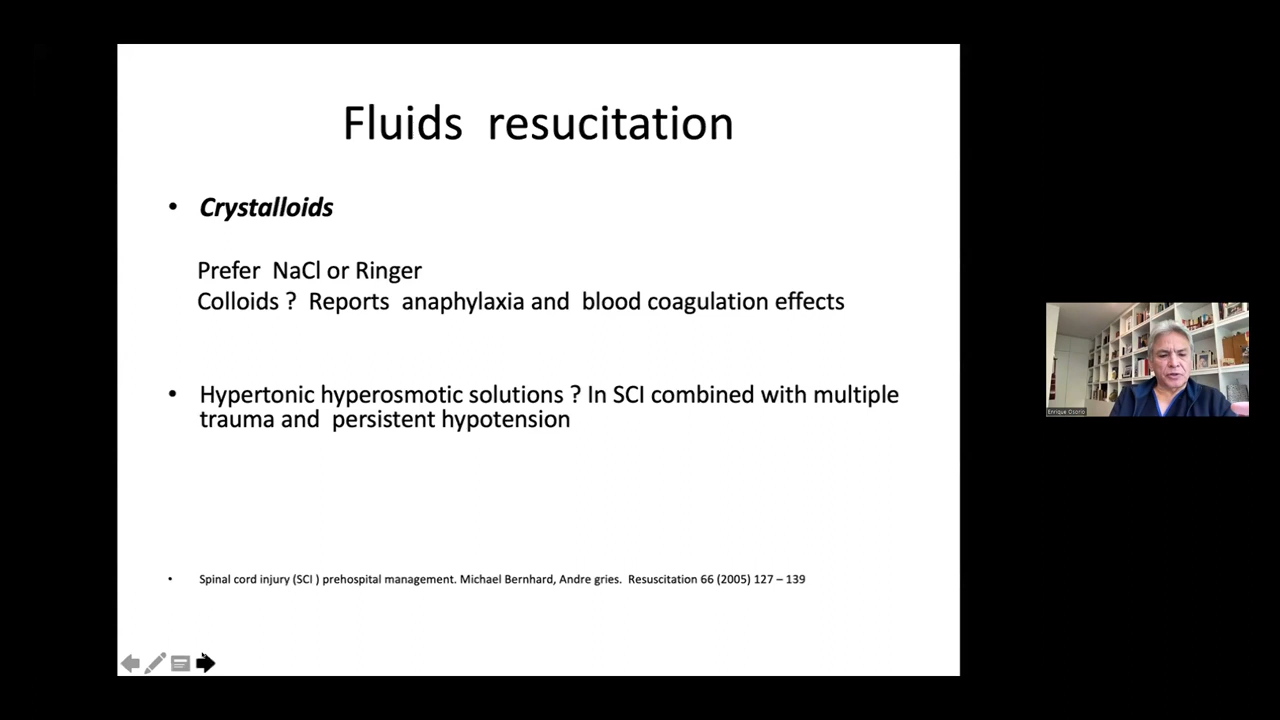 Fluids resucitation
• Crystalloids
Prefer NaCl or Ringer
Colloids ? Reports anaphylaxia and blood coagulation effects
• Hypertonic hyperosmotic solutions ? In SCI combined with multiple
trauma and persistent hypotension
• Spinal cord injury (SCI ) prehospital management. Michael Bernhard, Andre gries. Resuscitation 66 (2005) 127 – 139
Enrique Osorio